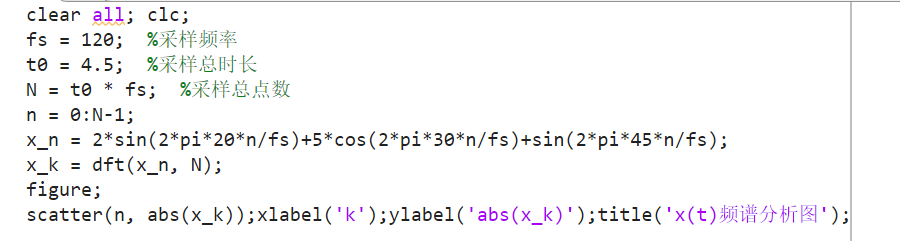 clear all; clc;
fs = 120;  %采样频率
t0 = 4.5;  %采样总时长
N = t0 * fs;  %采样总点数
n = 0:N-1;
x_n = 2*sin(2*pi*20*n/fs)+5*cos(2*pi*30*n/fs)+sin(2*pi*45*n/fs);
x_k = dft(x_n, N);
figure;
scatter(n, abs(x_k));xlabel('k');ylabel('abs(x_k)');title('x(t)频谱分析图');